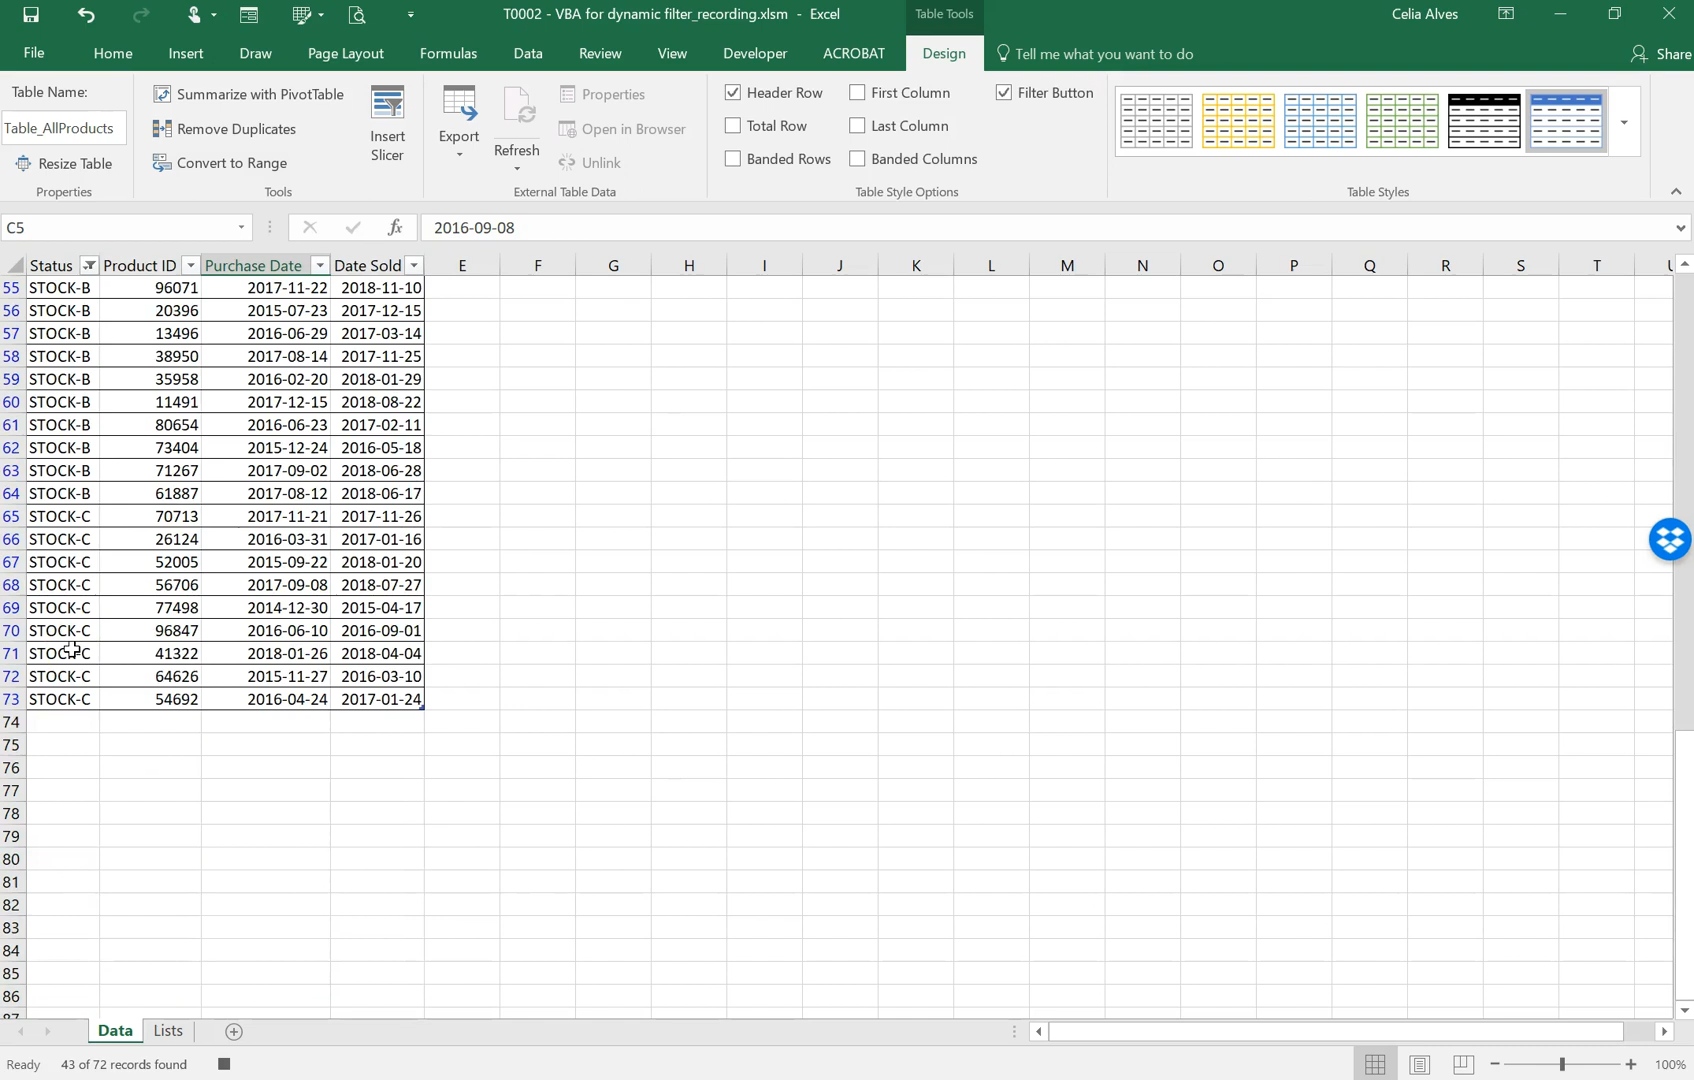 T0002 - VBA for dynamic filter_recording.xlsm - Excel
Table Tools
Celia Alves
File Home Insert Draw Page Layout Formulas Data Review View Developer ACROBAT Design Tell me what you want to do Share
Table Name:
Table_AllProducts
Resize Table
Properties
Summarize with PivotTable
Remove Duplicates
Convert to Range
Insert
Slicer
Tools
Export
Refresh
Properties
Open in Browser
Unlink
External Table Data
Header Row First Column Filter Button
Total Row Last Column
Banded Rows Banded Columns
Table Style Options
Table Styles
C5 fx 2016-09-08
Status Product ID Purchase Date Date Sold E F G H I J K L M N O P Q R S T
55 STOCK-B 96071 2017-11-22 2018-11-10
56 STOCK-B 20396 2015-07-23 2017-12-15
57 STOCK-B 13496 2016-06-29 2017-03-14
58 STOCK-B 38950 2017-08-14 2017-11-25
59 STOCK-B 35958 2016-02-20 2018-01-29
60 STOCK-B 11491 2017-12-15 2018-08-22
61 STOCK-B 80654 2016-06-23 2017-02-11
62 STOCK-B 73404 2015-12-24 2016-05-18
63 STOCK-B 71267 2017-09-02 2018-06-28
64 STOCK-B 61887 2017-08-12 2018-06-17
65 STOCK-C 70713 2017-11-21 2017-11-26
66 STOCK-C 26124 2016-03-31 2017-01-16
67 STOCK-C 52005 2015-09-22 2018-01-20
68 STOCK-C 56706 2017-09-08 2018-07-27
69 STOCK-C 77498 2014-12-30 2015-04-17
70 STOCK-C 96847 2016-06-10 2016-09-01
71 STOCK-C 41322 2018-01-26 2018-04-04
72 STOCK-C 64626 2015-11-27 2016-03-10
73 STOCK-C 54692 2016-04-24 2017-01-24
74
75
76
77
78
79
80
81
82
83
84
85
86
Data Lists
Ready 43 of 72 records found 100%